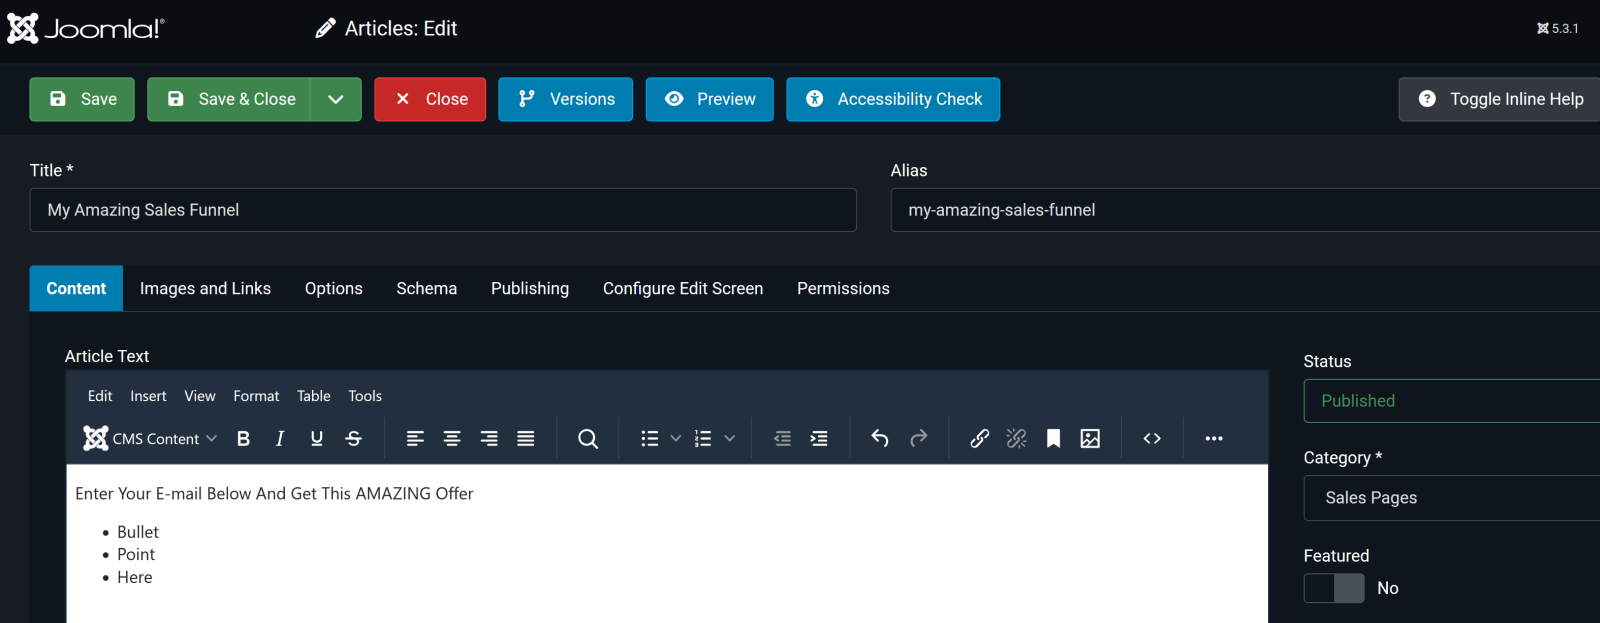 Joomla!®
Articles: Edit
5.3.1
Save
Save & Close
Close
Versions
Preview
Accessibility Check
Toggle Inline Help
Title *
Alias
My Amazing Sales Funnel
my-amazing-sales-funnel
Content
Images and Links
Options
Schema
Publishing
Configure Edit Screen
Permissions
Article Text
Status
Edit Insert View Format Table Tools
Published
CMS Content
B I U S
Category *
Enter Your E-mail Below And Get This AMAZING Offer
Sales Pages
• Bullet
• Point
• Here
Featured
No